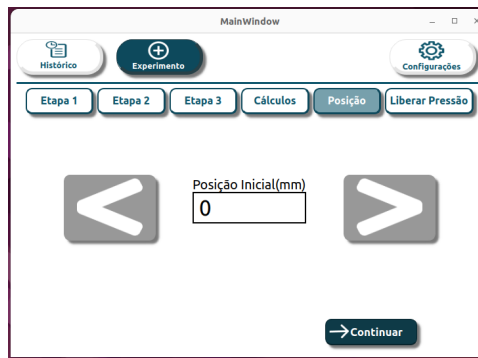 MainWindow
Histórico
Experimento
Configurações
Etapa 1
Etapa 2
Etapa 3
Cálculos
Posição
Liberar Pressão
Posição Inicial(mm)
0
Continuar